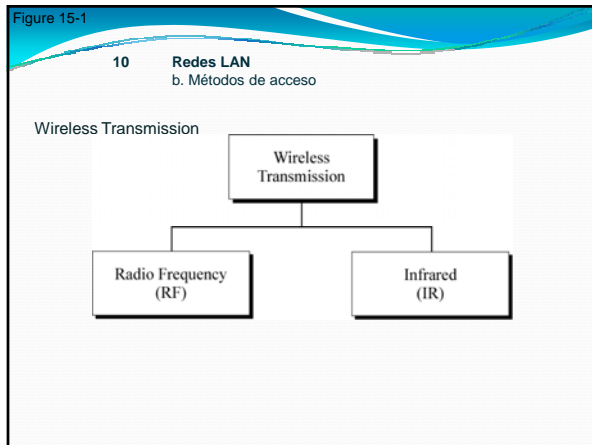 Figure 15-1
10 Redes LAN
b. Métodos de acceso
Wireless Transmission
Wireless
Transmission
Radio Frequency
(RF)
Infrared
(IR)